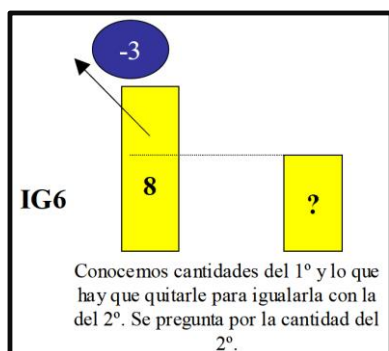 -3
8
?
IG6
Conocemos cantidades del 1º y lo que
hay que quitarle para igualarla con la
del 2º. Se pregunta por la cantidad del
2º.